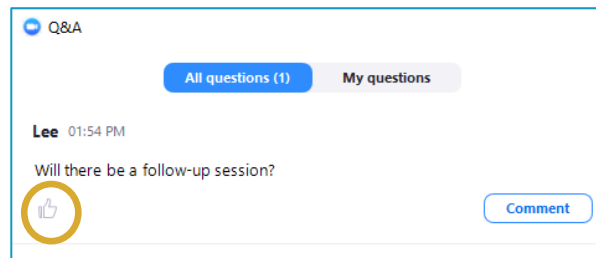 Q&A
All questions (1) My questions
Lee 01:54 PM
Will there be a follow-up session?
Comment